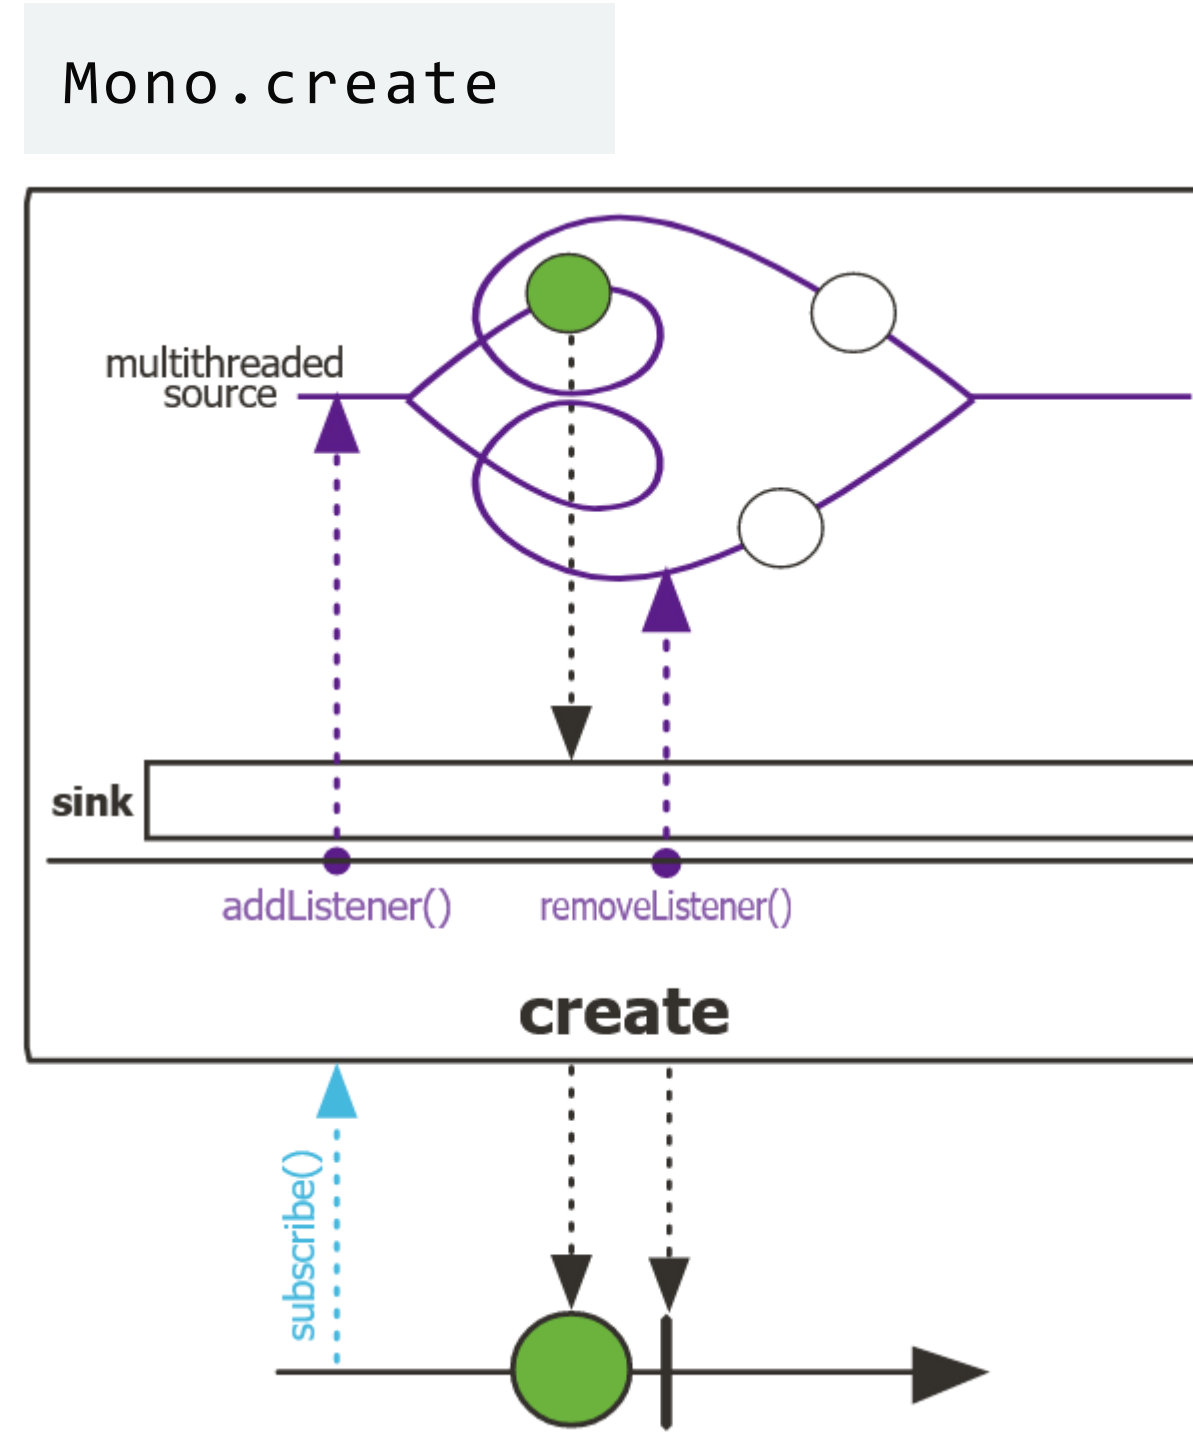 Mono.create
multithreaded
source
sink
addListener()
removeListener()
create
subscribe()